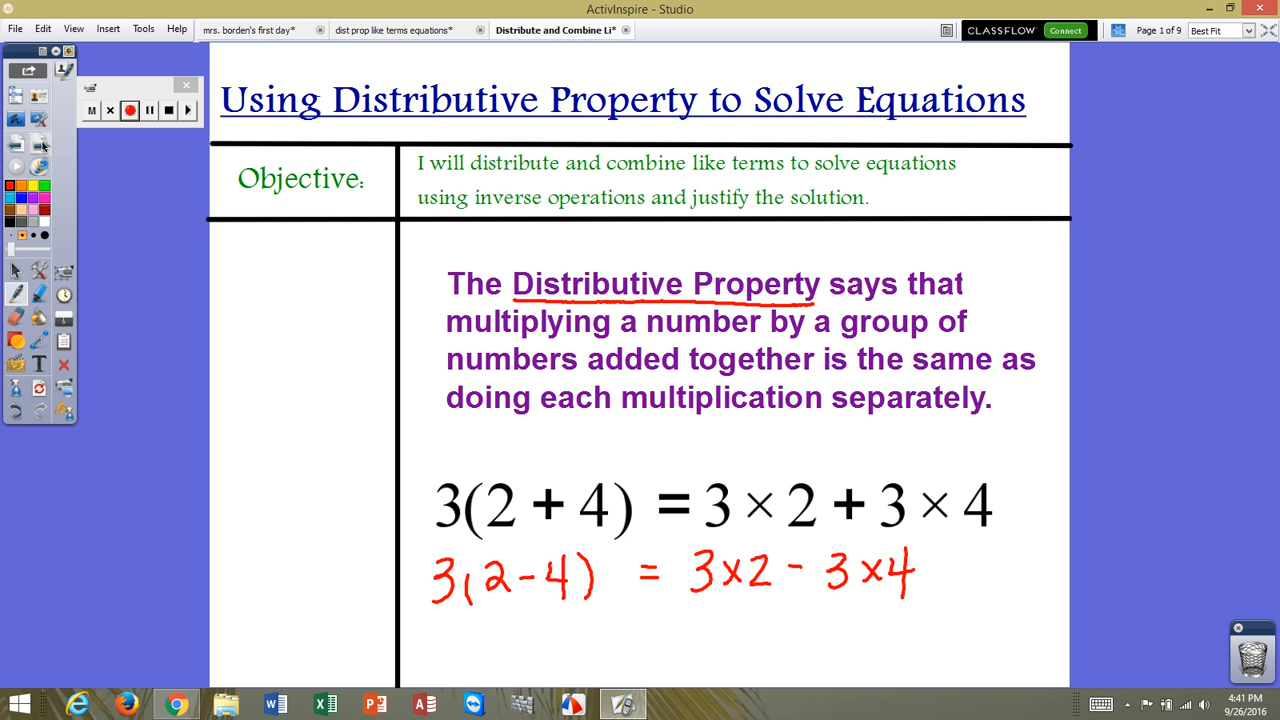 ActivInspire - Studio
File Edit View Insert Tools Help
mrs. borden's first day*
dist prop like terms equations*
Distribute and Combine Li*
CLASSFLOW Connect
Page 1 of 9
Best Fit
M
Using Distributive Property to Solve Equations
Objective:
I will distribute and combine like terms to solve equations
using inverse operations and justify the solution.
The Distributive Property says that
multiplying a number by a group of
numbers added together is the same as
doing each multiplication separately.
3(2 + 4) = 3 × 2 + 3 × 4
3(2 - 4) = 3 × 2 - 3 × 4
4:41 PM
9/26/2016